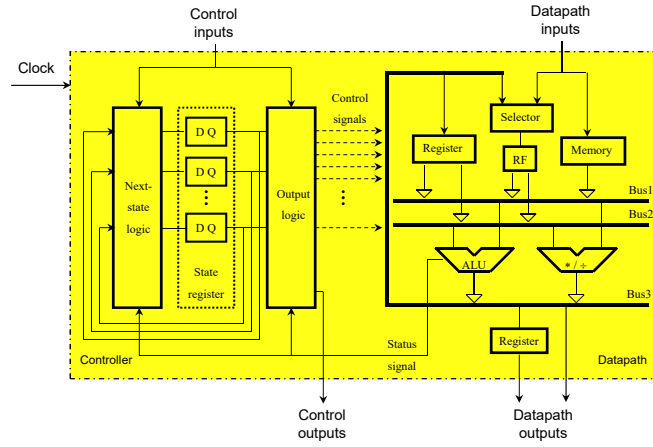 Control
inputs
Datapath
inputs
Clock
Control
signals
Selector
Register
RF
Memory
D Q
D Q
D Q
Next-
state
logic
Output
logic
State
register
Bus1
Bus2
ALU
* / ÷
Bus3
Status
signal
Register
Controller
Datapath
Control
outputs
Datapath
outputs